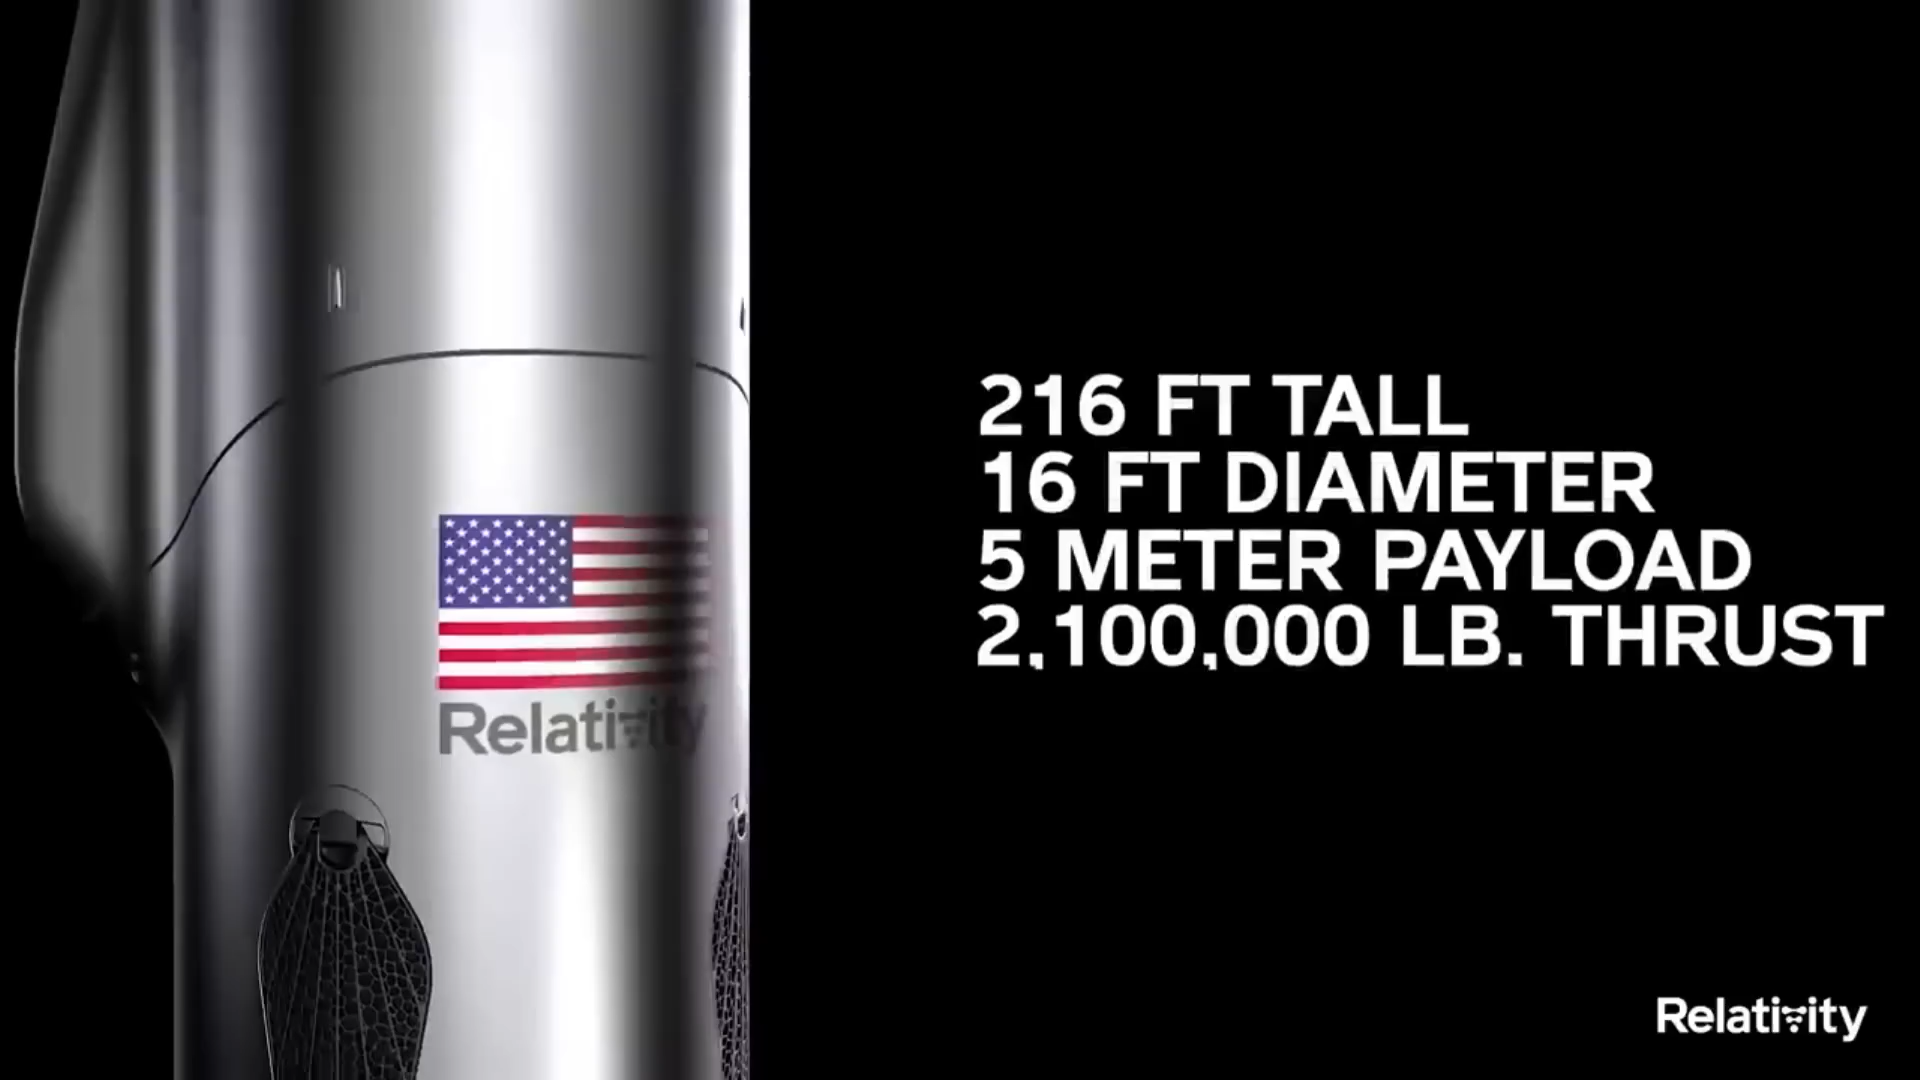 Relativity
216 FT TALL
16 FT DIAMETER
5 METER PAYLOAD
2,100,000 LB. THRUST
Relativity